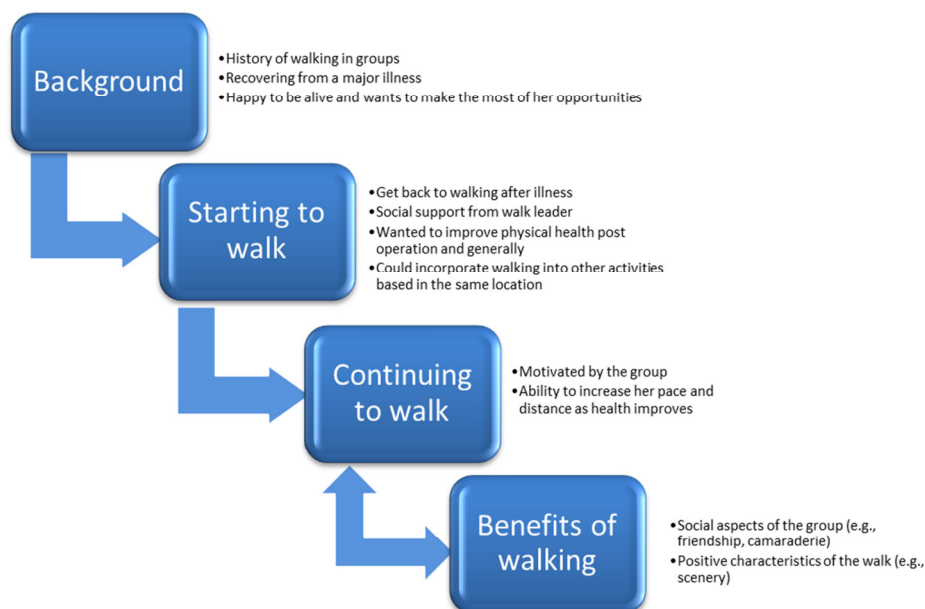 Background
•History of walking in groups
•Recovering from a major illness
•Happy to be alive and wants to make the most of her opportunities
Starting to
walk
•Get back to walking after illness
•Social support from walk leader
•Wanted to improve physical health post
operation and generally
•Could incorporate walking into other activities
based in the same location
Continuing
to walk
•Motivated by the group
•Ability to increase her pace and
distance as health improves
Benefits of
walking
•Social aspects of the group (e.g.,
friendship, camaraderie)
•Positive characteristics of the walk (e.g.,
scenery)